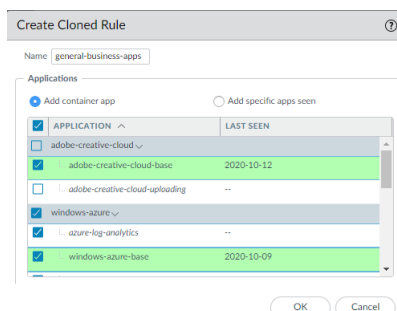 Create Cloned Rule
Name general-business-apps
Applications
Add container app Add specific apps seen
APPLICATION LAST SEEN
adobe-creative-cloud
adobe-creative-cloud-base 2020-10-12
adobe-creative-cloud-uploading --
windows-azure
azure-log-analytics --
windows-azure-base 2020-10-09
OK Cancel